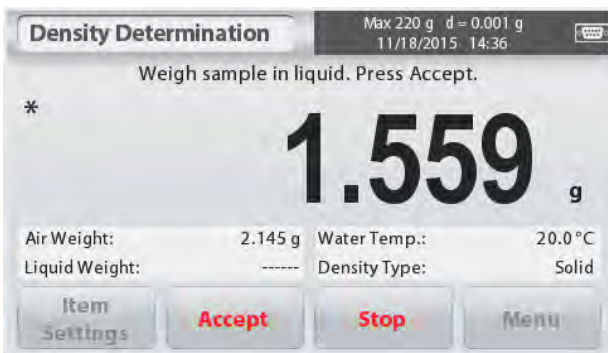 Density Determination
Max 220 g d = 0.001 g
11/18/2015 14:36
Weigh sample in liquid. Press Accept.
*
1.559 g
Air Weight: 2.145 g Water Temp.: 20.0 °C
Liquid Weight: ------ Density Type: Solid
Item Settings Accept Stop Menu